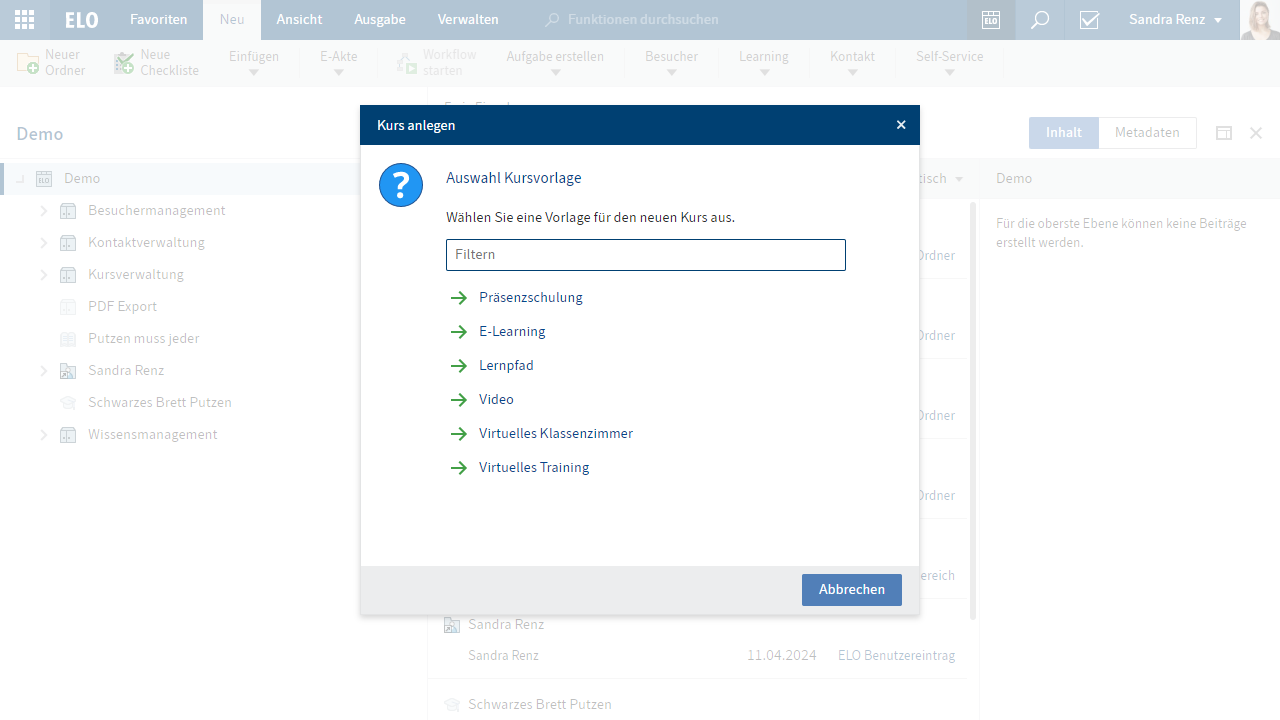 ELO
Favoriten
Neu
Ansicht
Ausgabe
Verwalten
Funktionen durchsuchen
ELO
Sandra Renz
Neuer
Ordner
Neue
Checkliste
Einfügen
E-Akte
Workflow
starten
Aufgabe erstellen
Besucher
Learning
Kontakt
Self-Service
Demo
Inhalt
Metadaten
ELO
Demo
Besuchermanagement
Kontaktverwaltung
Kursverwaltung
PDF Export
Putzen muss jeder
Sandra Renz
Schwarzes Brett Putzen
Wissensmanagement
Kurs anlegen
Auswahl Kursvorlage
Wählen Sie eine Vorlage für den neuen Kurs aus.
Filtern
Präsenzschulung
E-Learning
Lernpfad
Video
Virtuelles Klassenzimmer
Virtuelles Training
Abbrechen
tisch
Ordner
Ordner
Ordner
Ordner
ereich
Sandra Renz
Sandra Renz 11.04.2024 ELO Benutzereintrag
Schwarzes Brett Putzen
Demo
Für die oberste Ebene können keine Beiträge
erstellt werden.